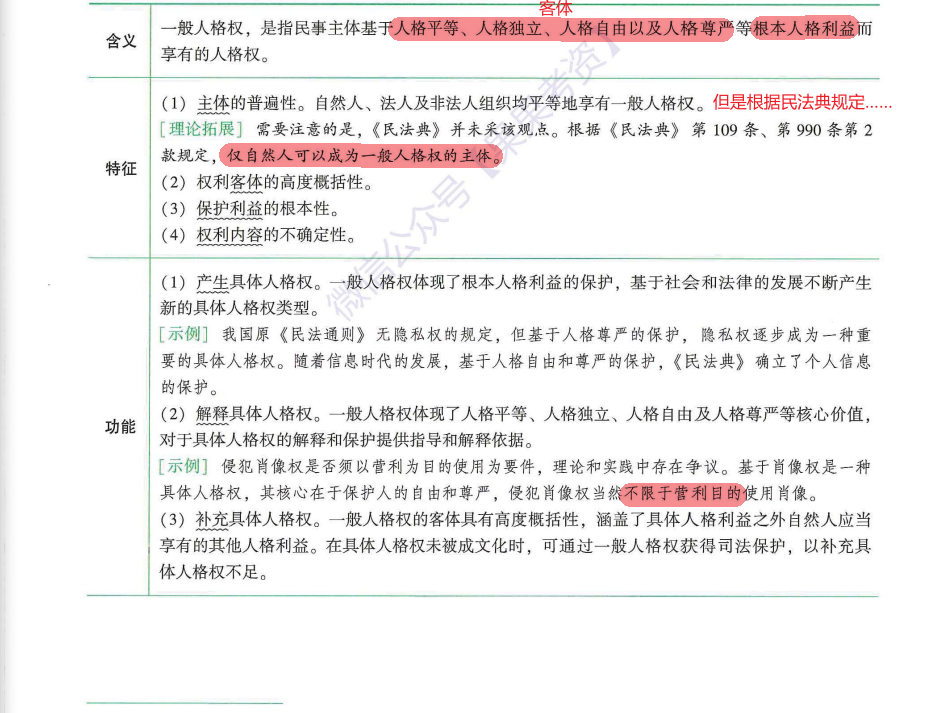 客体
含义
一般人格权，是指民事主体基于人格平等、人格独立、人格自由以及人格尊严等根本人格利益而
享有的人格权。
特征
（1）主体的普遍性。自然人、法人及非法人组织均平等地享有一般人格权。但是根据民法典规定......
[理论拓展] 需要注意的是，《民法典》并未采该观点。根据《民法典》第 109 条、第 990 条第 2
款规定，仅自然人可以成为一般人格权的主体。
（2）权利客体的高度概括性。
（3）保护利益的根本性。
（4）权利内容的不确定性。
功能
（1）产生具体人格权。一般人格权体现了根本人格利益的保护，基于社会和法律的发展不断产生
新的具体人格权类型。
[示例] 我国原《民法通则》无隐私权的规定，但基于人格尊严的保护，隐私权逐步成为一种重
要的具体人格权。随着信息时代的发展，基于人格自由和尊严的保护，《民法典》确立了个人信息
的保护。
（2）解释具体人格权。一般人格权体现了人格平等、人格独立、人格自由及人格尊严等核心价值，
对于具体人格权的解释和保护提供指导和解释依据。
[示例] 侵犯肖像权是否须以营利为目的使用为要件，理论和实践中存在争议。基于肖像权是一种
具体人格权，其核心在于保护人的自由和尊严，侵犯肖像权当然不限于营利目的使用肖像。
（3）补充具体人格权。一般人格权的客体具有高度概括性，涵盖了具体人格利益之外自然人应当
享有的其他人格利益。在具体人格权未被成文化时，可通过一般人格权获得司法保护，以补充具
体人格权不足。
微信公众号【果果考资】